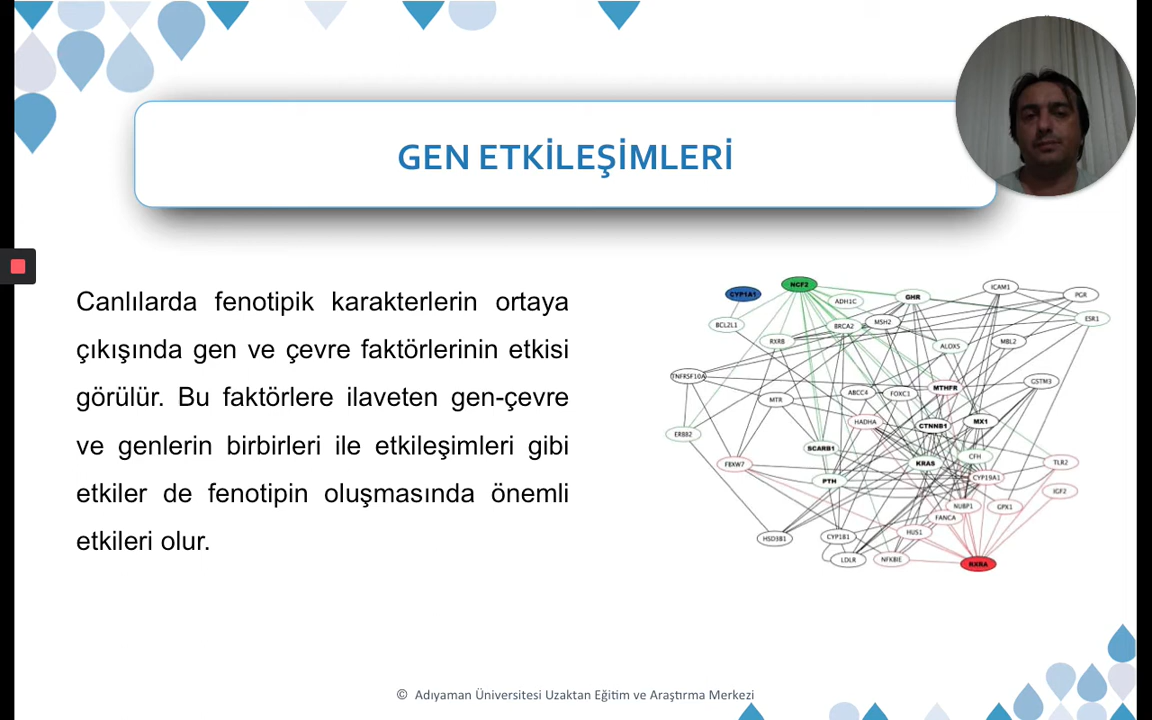 GEN ETKİLEŞİMLERİ
Canlılarda fenotipik karakterlerin ortaya
çıkışında gen ve çevre faktörlerinin etkisi
görülür. Bu faktörlere ilaveten gen-çevre
ve genlerin birbirleri ile etkileşimleri gibi
etkiler de fenotipin oluşmasında önemli
etkileri olur.
NCF2
CYP1A1
ADH1C
GHR
ICAM1
PGR
BCL2L1
BRCA2
MSH2
ESR1
RXRB
ALOX5
MBL2
TNFRSF10A
MTHFR
GSTM3
MTR
ABCC4
FOXC1
HADHA
CTNNB1
MX1
ERBB2
SCARB1
CFH
FBXW7
KRAS
TLR2
PTH
CYP19A1
IGF2
NUBP1
GPX1
FANCA
HUS1
HSD3B1
CYP1B1
LDLR
NFKBIE
RXRA
© Adıyaman Üniversitesi Uzaktan Eğitim ve Araştırma Merkezi